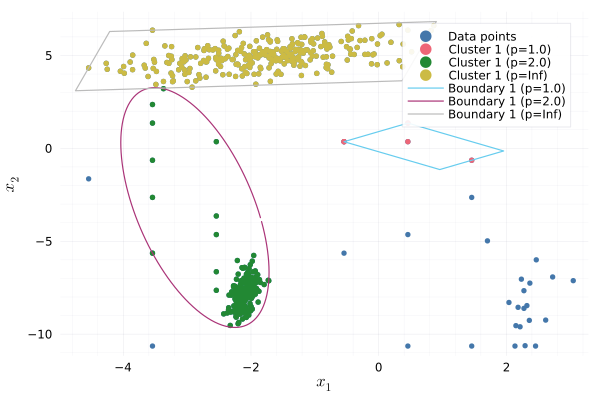 Data points
Cluster 1 (p=1.0)
Cluster 1 (p=2.0)
Cluster 1 (p=Inf)
Boundary 1 (p=1.0)
Boundary 1 (p=2.0)
Boundary 1 (p=Inf)
5
0
−5
−10
x₂
−4
−2
0
2
x₁